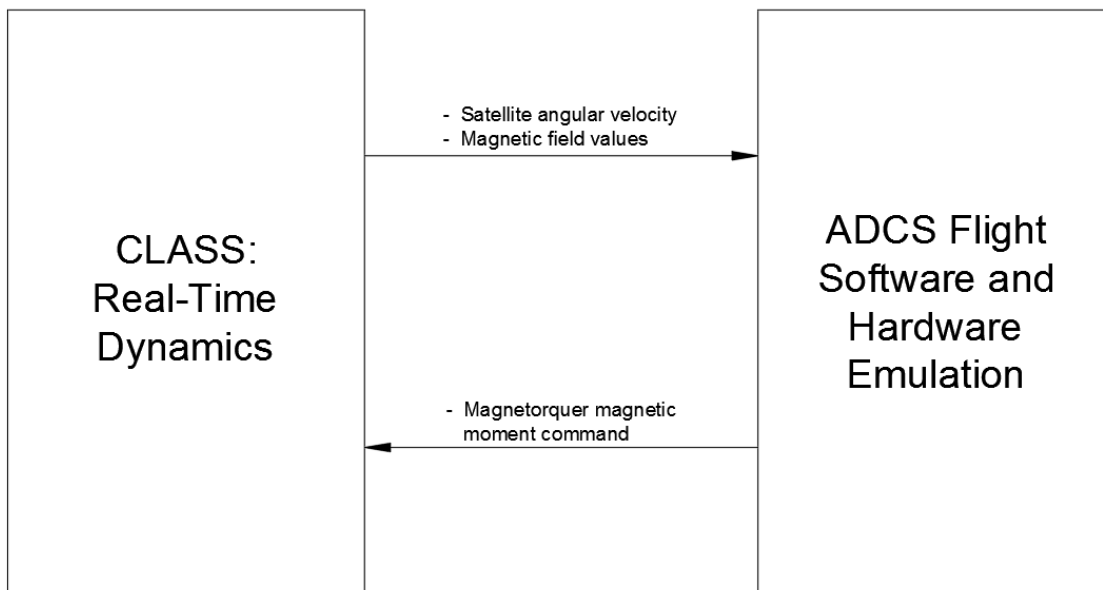 CLASS:
Real-Time
Dynamics
- Satellite angular velocity
- Magnetic field values
- Magnetorquer magnetic
moment command
ADCS Flight
Software and
Hardware
Emulation